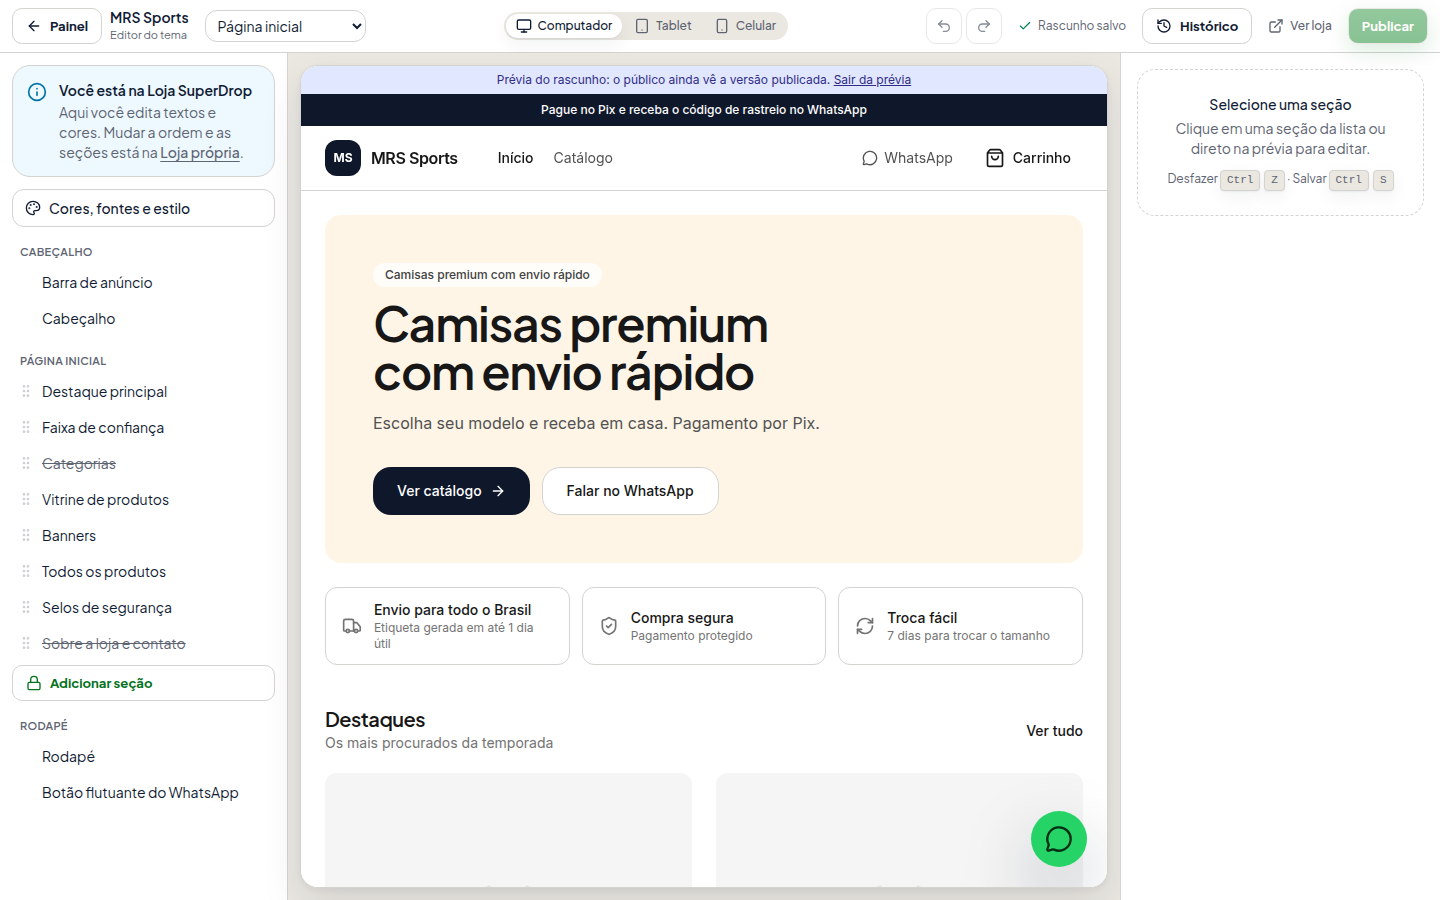 Painel
MRS Sports
Editor do tema
Página inicial
Computador
Tablet
Celular
Rascunho salvo
Histórico
Ver loja
Publicar
Você está na Loja SuperDrop
Aqui você edita textos e
cores. Mudar a ordem e as
seções está na Loja própria.
Cores, fontes e estilo
CABEÇALHO
Barra de anúncio
Cabeçalho
PÁGINA INICIAL
Destaque principal
Faixa de confiança
Categorias
Vitrine de produtos
Banners
Todos os produtos
Selos de segurança
Sobre a loja e contato
Adicionar seção
RODAPÉ
Rodapé
Botão flutuante do WhatsApp
Prévia do rascunho: o público ainda vê a versão publicada. Sair da prévia
Pague no Pix e receba o código de rastreio no WhatsApp
MS
MRS Sports
Início
Catálogo
WhatsApp
Carrinho
Camisas premium com envio rápido
Camisas premium
com envio rápido
Escolha seu modelo e receba em casa. Pagamento por Pix.
Ver catálogo
Falar no WhatsApp
Envio para todo o Brasil
Etiqueta gerada em até 1 dia
útil
Compra segura
Pagamento protegido
Troca fácil
7 dias para trocar o tamanho
Destaques
Os mais procurados da temporada
Ver tudo
Selecione uma seção
Clique em uma seção da lista ou
direto na prévia para editar.
Desfazer Ctrl Z · Salvar Ctrl S